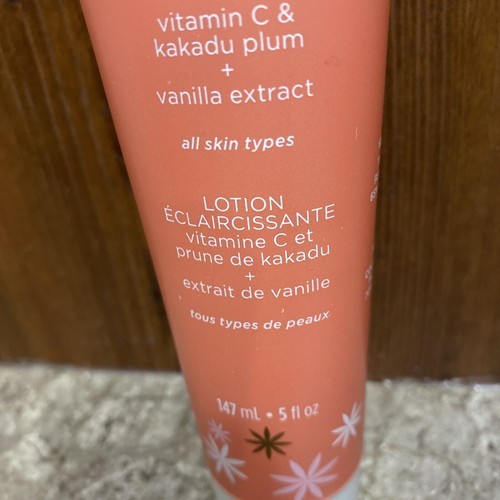 vitamin C &
kakadu plum
+
vanilla extract
all skin types
LOTION
ÉCLAIRCISSANTE
vitamine C et
prune de kakadu
+
extrait de vanille
tous types de peaux
147 mL • 5 fl oz